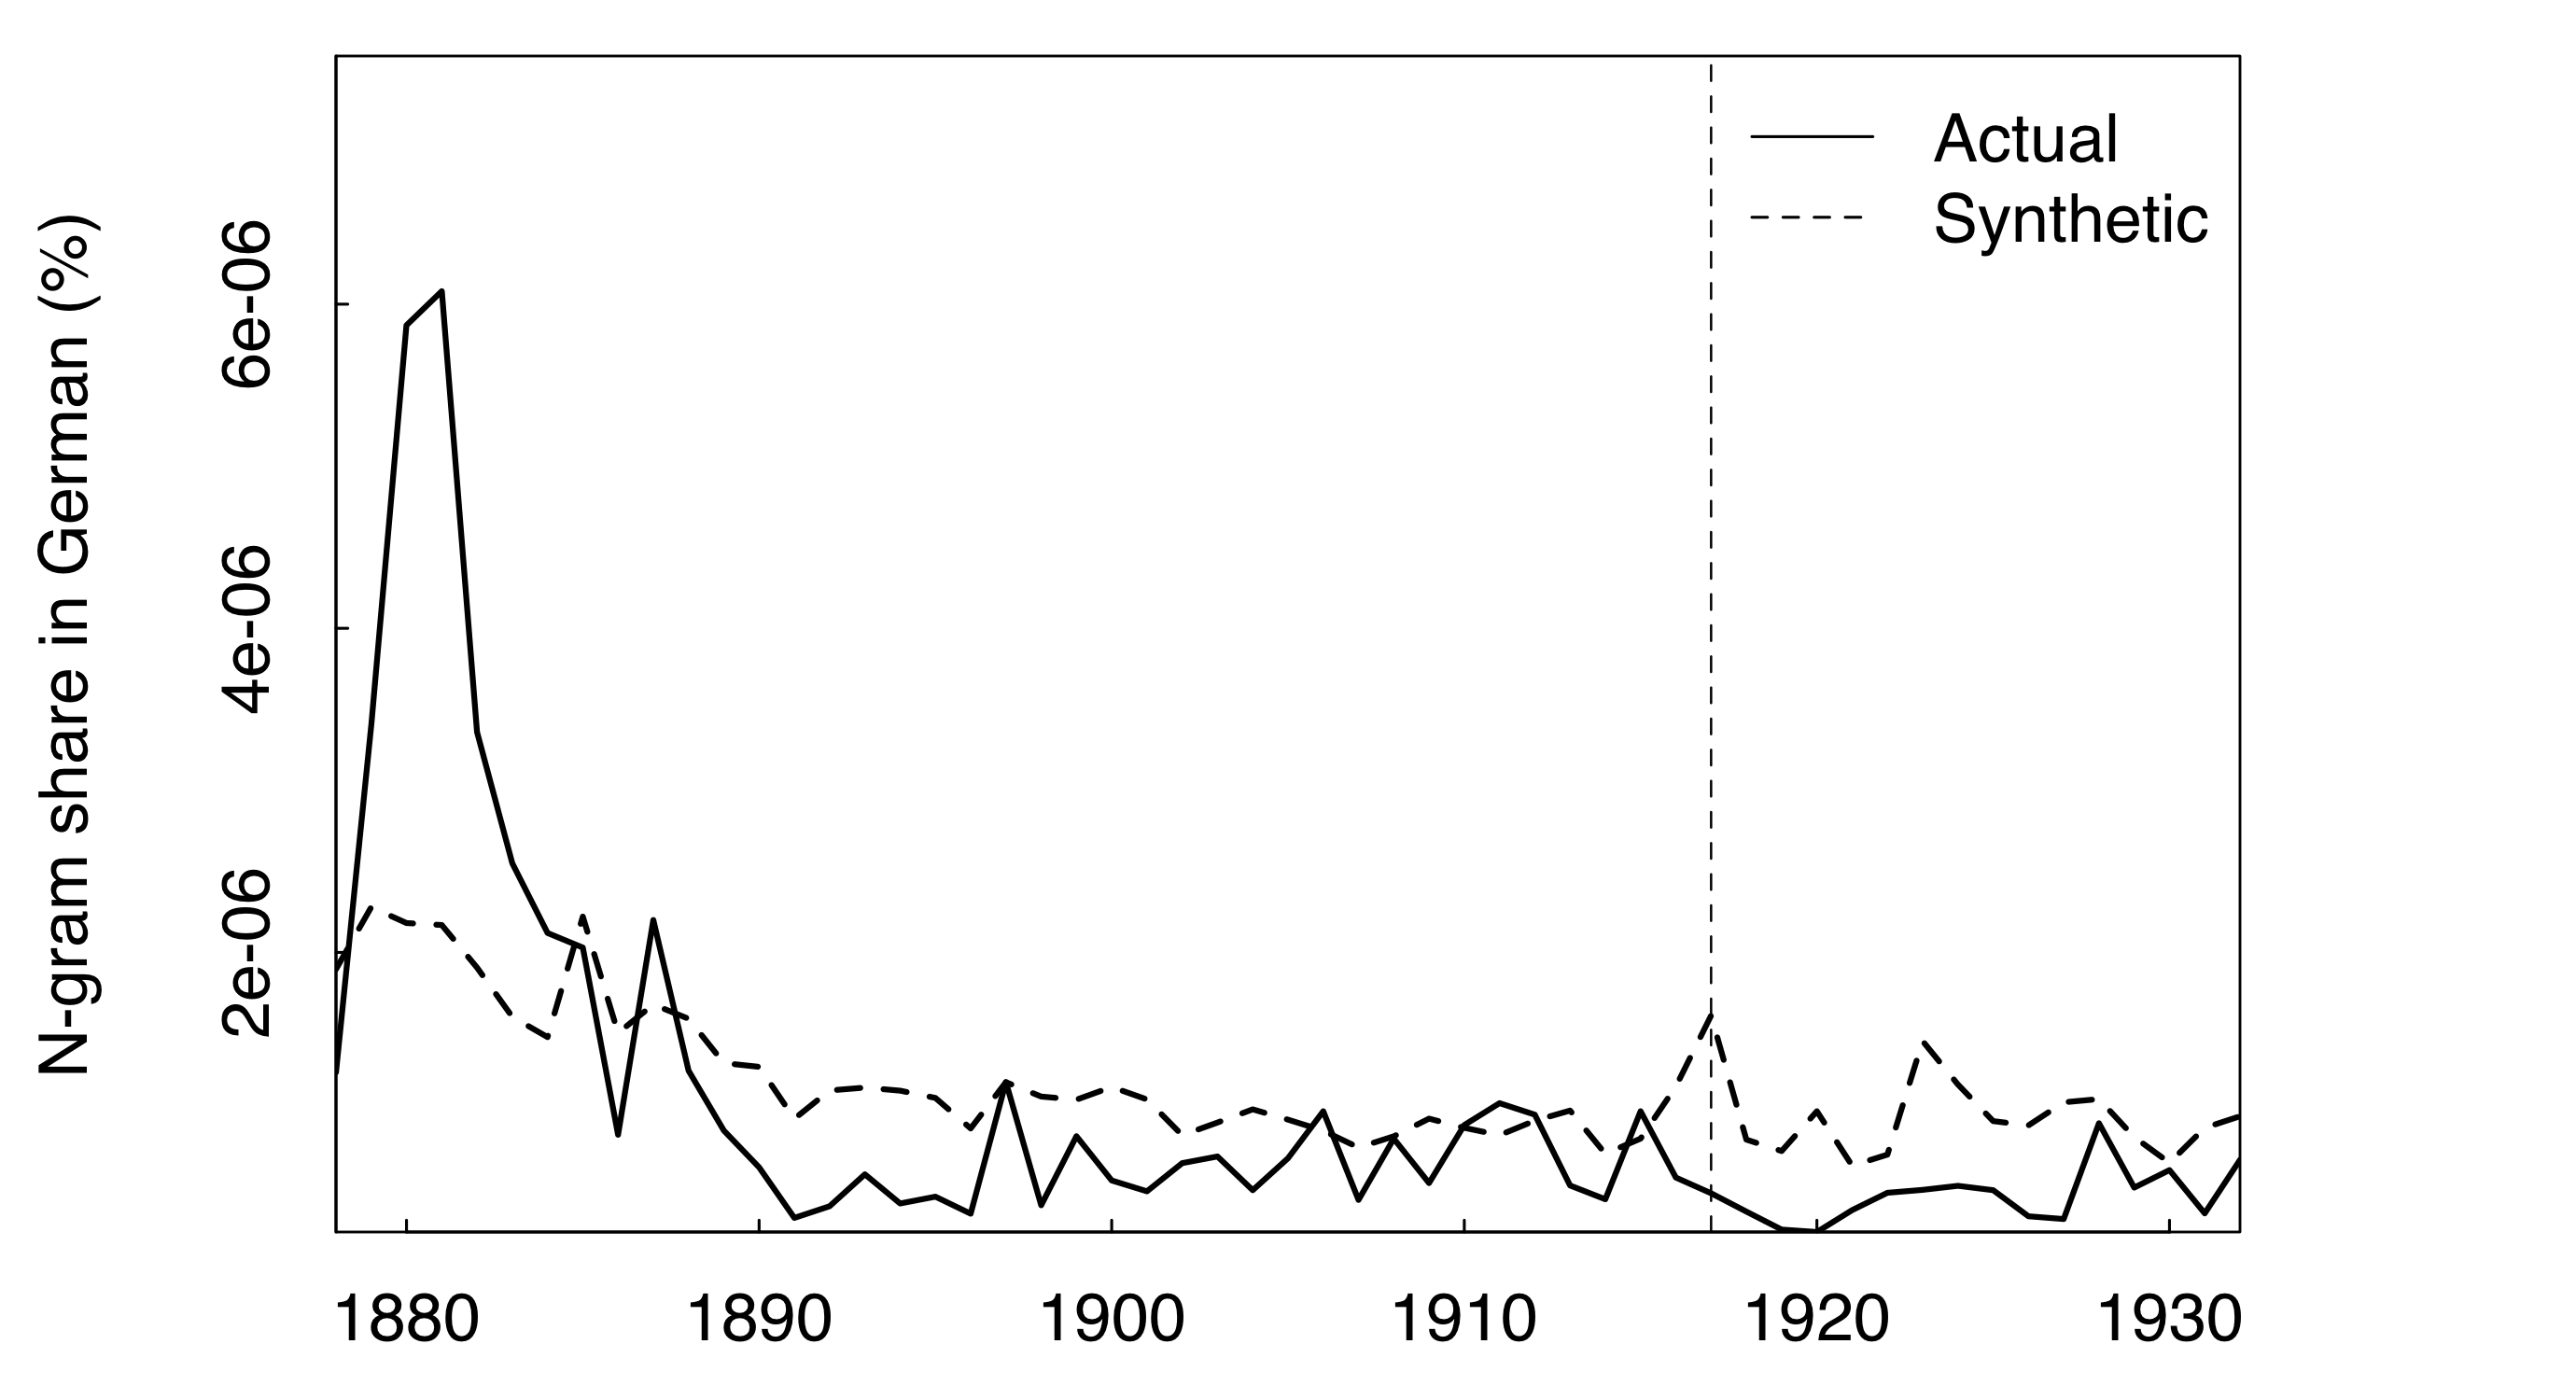 N-gram share in German (%)
6e-06
4e-06
2e-06
Actual
Synthetic
1880 1890 1900 1910 1920 1930